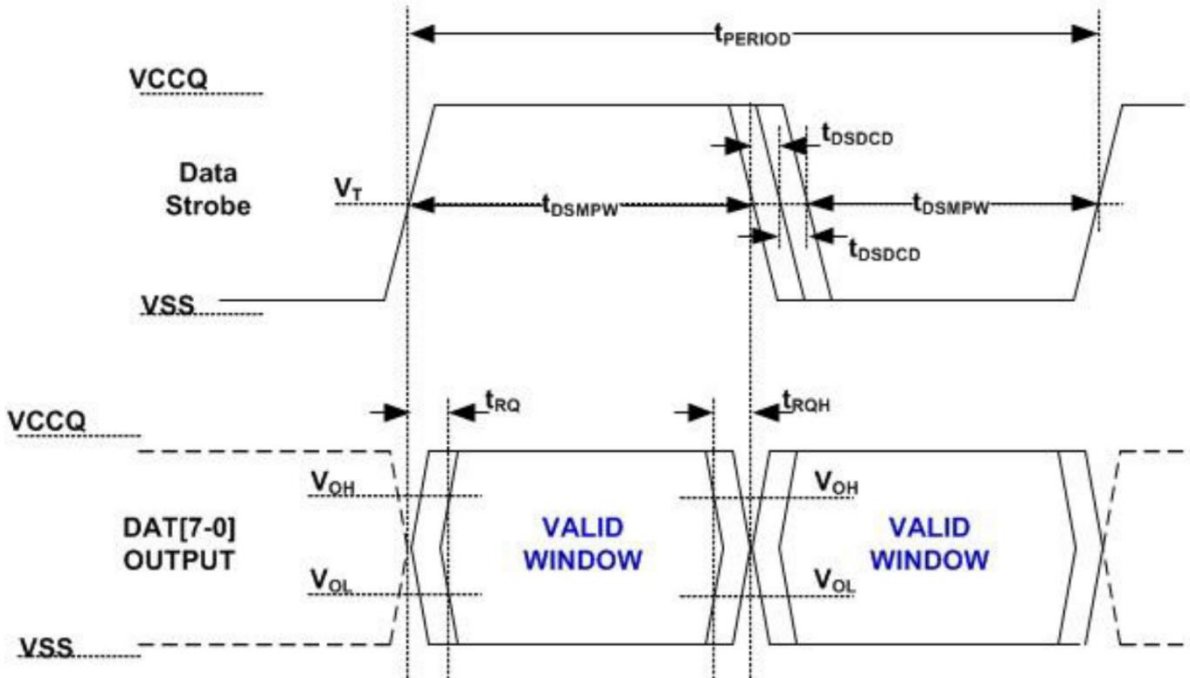 tPERIOD
VCCQ
tDSDCD
Data
Strobe
VT
tDSMPW
tDSMPW
tDSDCD
VSS
tRQ
tRQH
VCCQ
VOH
VOH
DAT[7-0]
OUTPUT
VALID
WINDOW
VALID
WINDOW
VOL
VOL
VSS